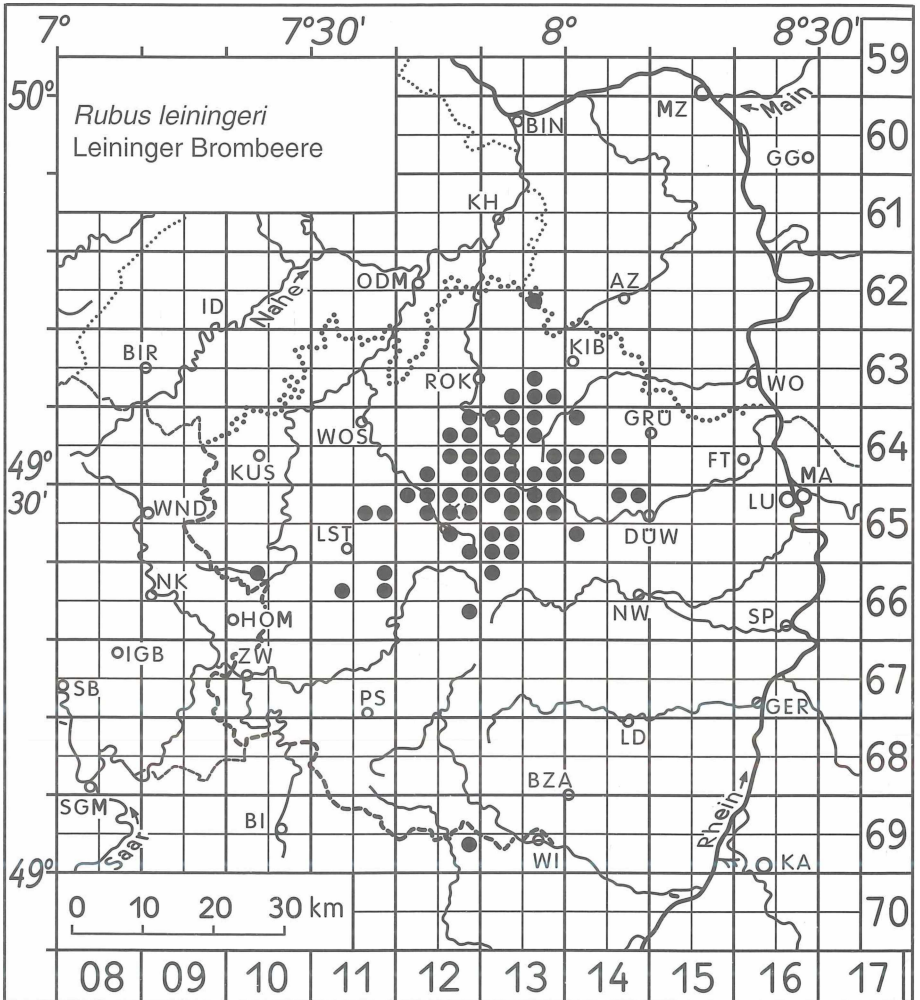 7° 7°30' 8° 8°30'
59
50°
Rubus leiningeri
Leininger Brombeere
MZ
Main
BIN
60
GG
KH
61
ODM
AZ
62
ID
Nahe
BIR
KIB
63
ROK
WO
WOS
GRÜ
64
49°
30'
KUS
FT
MA
LU
WND
65
LST
DÜW
NK
66
HOM
NW
SP
IGB
ZW
67
SB
PS
GER
LD
68
BZA
SGM
Rhein
BI
69
Saar
WI
KA
49°
0 10 20 30 km
70
08 09 10 11 12 13 14 15 16 17